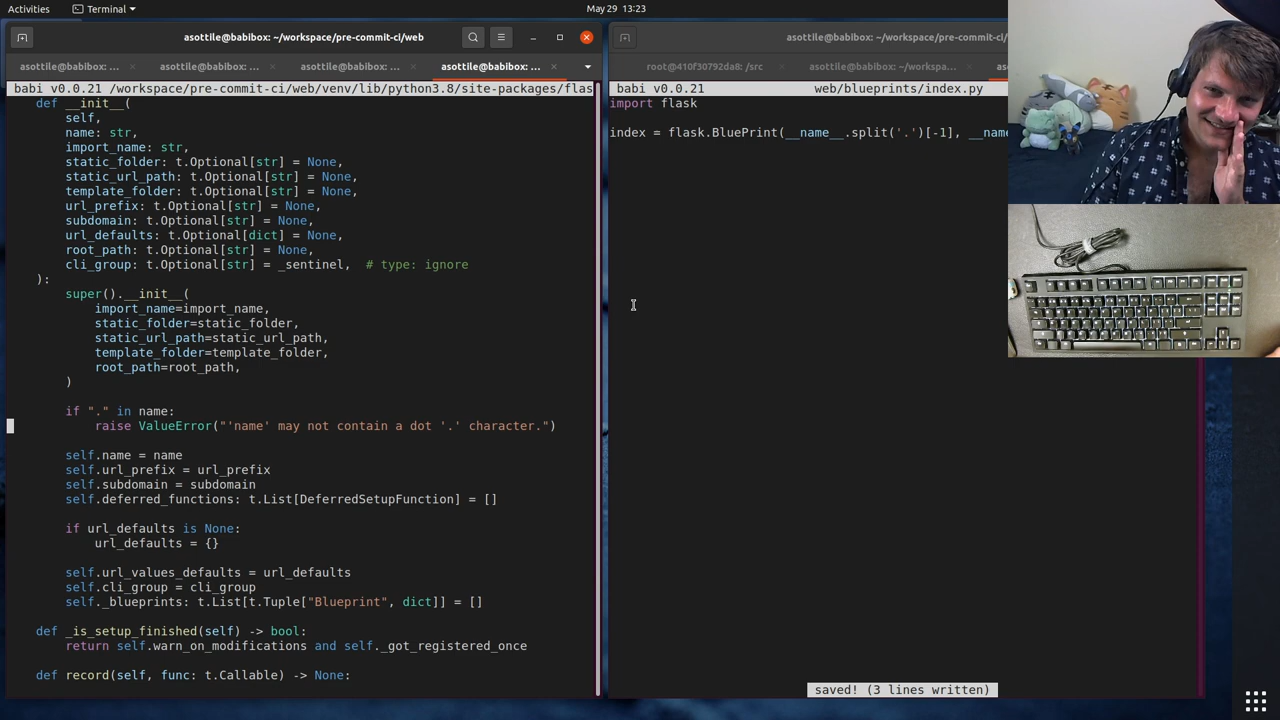 Activities
Terminal
May 29 13:23
asottile@babibox: ~/workspace/pre-commit-ci/web
asottile@babibox: ...
asottile@babibox: ...
asottile@babibox: ...
asottile@babibox: ...
babi v0.0.21 /workspace/pre-commit-ci/web/venv/lib/python3.8/site-packages/flas
def __init__(
self,
name: str,
import_name: str,
static_folder: t.Optional[str] = None,
static_url_path: t.Optional[str] = None,
template_folder: t.Optional[str] = None,
url_prefix: t.Optional[str] = None,
subdomain: t.Optional[str] = None,
url_defaults: t.Optional[dict] = None,
root_path: t.Optional[str] = None,
cli_group: t.Optional[str] = _sentinel,  # type: ignore
):
super().__init__(
import_name=import_name,
static_folder=static_folder,
static_url_path=static_url_path,
template_folder=template_folder,
root_path=root_path,
)
if "." in name:
raise ValueError("'name' may not contain a dot '.' character.")
self.name = name
self.url_prefix = url_prefix
self.subdomain = subdomain
self.deferred_functions: t.List[DeferredSetupFunction] = []
if url_defaults is None:
url_defaults = {}
self.url_values_defaults = url_defaults
self.cli_group = cli_group
self._blueprints: t.List[t.Tuple["Blueprint", dict]] = []
def _is_setup_finished(self) -> bool:
return self.warn_on_modifications and self._got_registered_once
def record(self, func: t.Callable) -> None:
asottile@babibox: ~/workspace/pre-commit-ci/
root@410f30792da8: /src
asottile@babibox: ~/workspa...
as
babi v0.0.21 web/blueprints/index.py
import flask
index = flask.BluePrint(__name__.split('.')[-1], __nam
saved! (3 lines written)